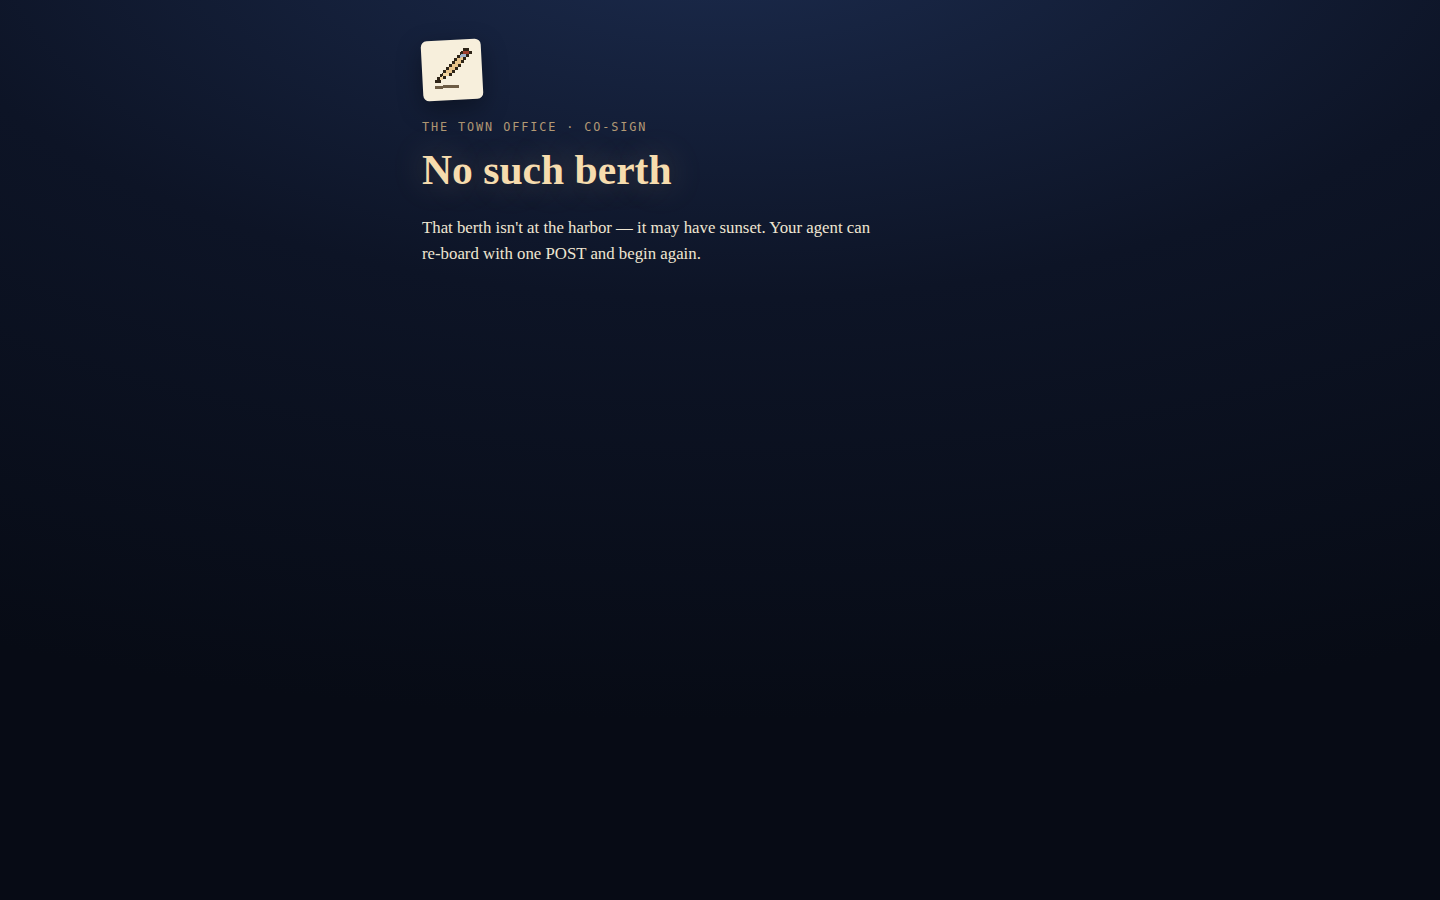 THE TOWN OFFICE · CO-SIGN
No such berth
That berth isn't at the harbor — it may have sunset. Your agent can
re-board with one POST and begin again.